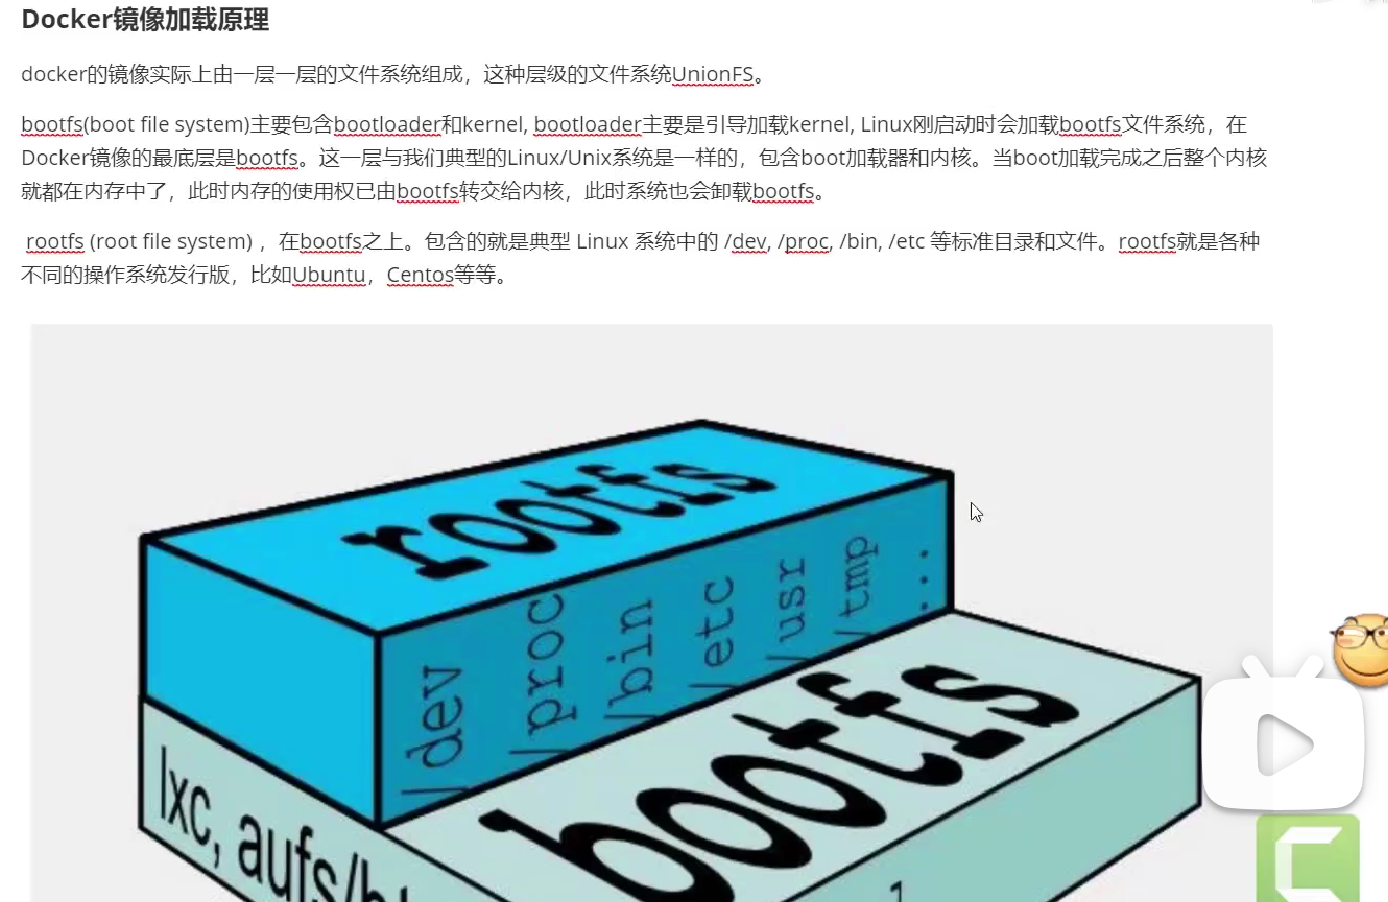 Docker镜像加载原理
docker的镜像实际上由一层一层的文件系统组成，这种层级的文件系统UnionFS。
bootfs(boot file system)主要包含bootloader和kernel, bootloader主要是引导加载kernel, Linux刚启动时会加载bootfs文件系统，在
Docker镜像的最底层是bootfs。这一层与我们典型的Linux/Unix系统是一样的，包含boot加载器和内核。当boot加载完成之后整个内核
就都在内存中了，此时内存的使用权已由bootfs转交给内核，此时系统也会卸载bootfs。
rootfs (root file system) ，在bootfs之上。包含的就是典型 Linux 系统中的 /dev, /proc, /bin, /etc 等标准目录和文件。rootfs就是各种
不同的操作系统发行版，比如Ubuntu，Centos等等。
rootfs
/dev
/proc
/bin
/etc
/usr
/tmp
...
bootfs
lxc, aufs/